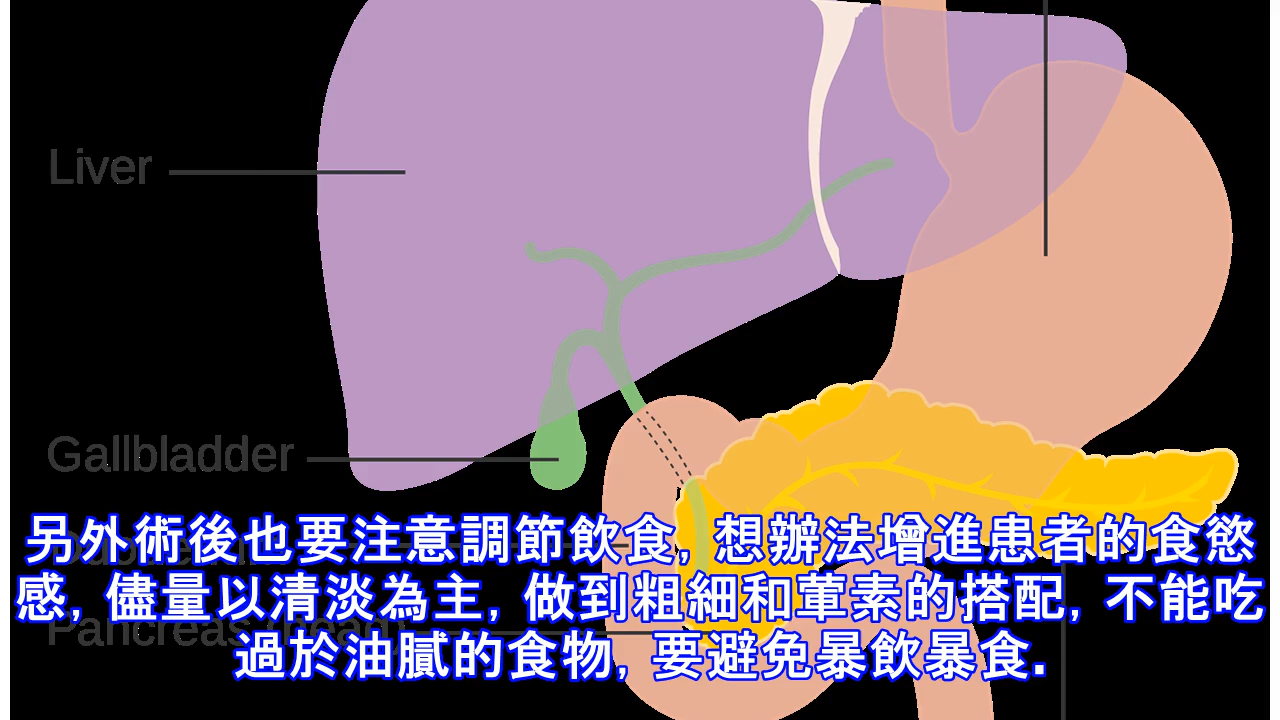 Liver
Gallbladder
另外術後也要注意調節飲食, 想辦法增進患者的食慾
感, 儘量以清淡為主, 做到粗細和葷素的搭配, 不能吃
Pancreas (head)
過於油膩的食物, 要避免暴飲暴食.